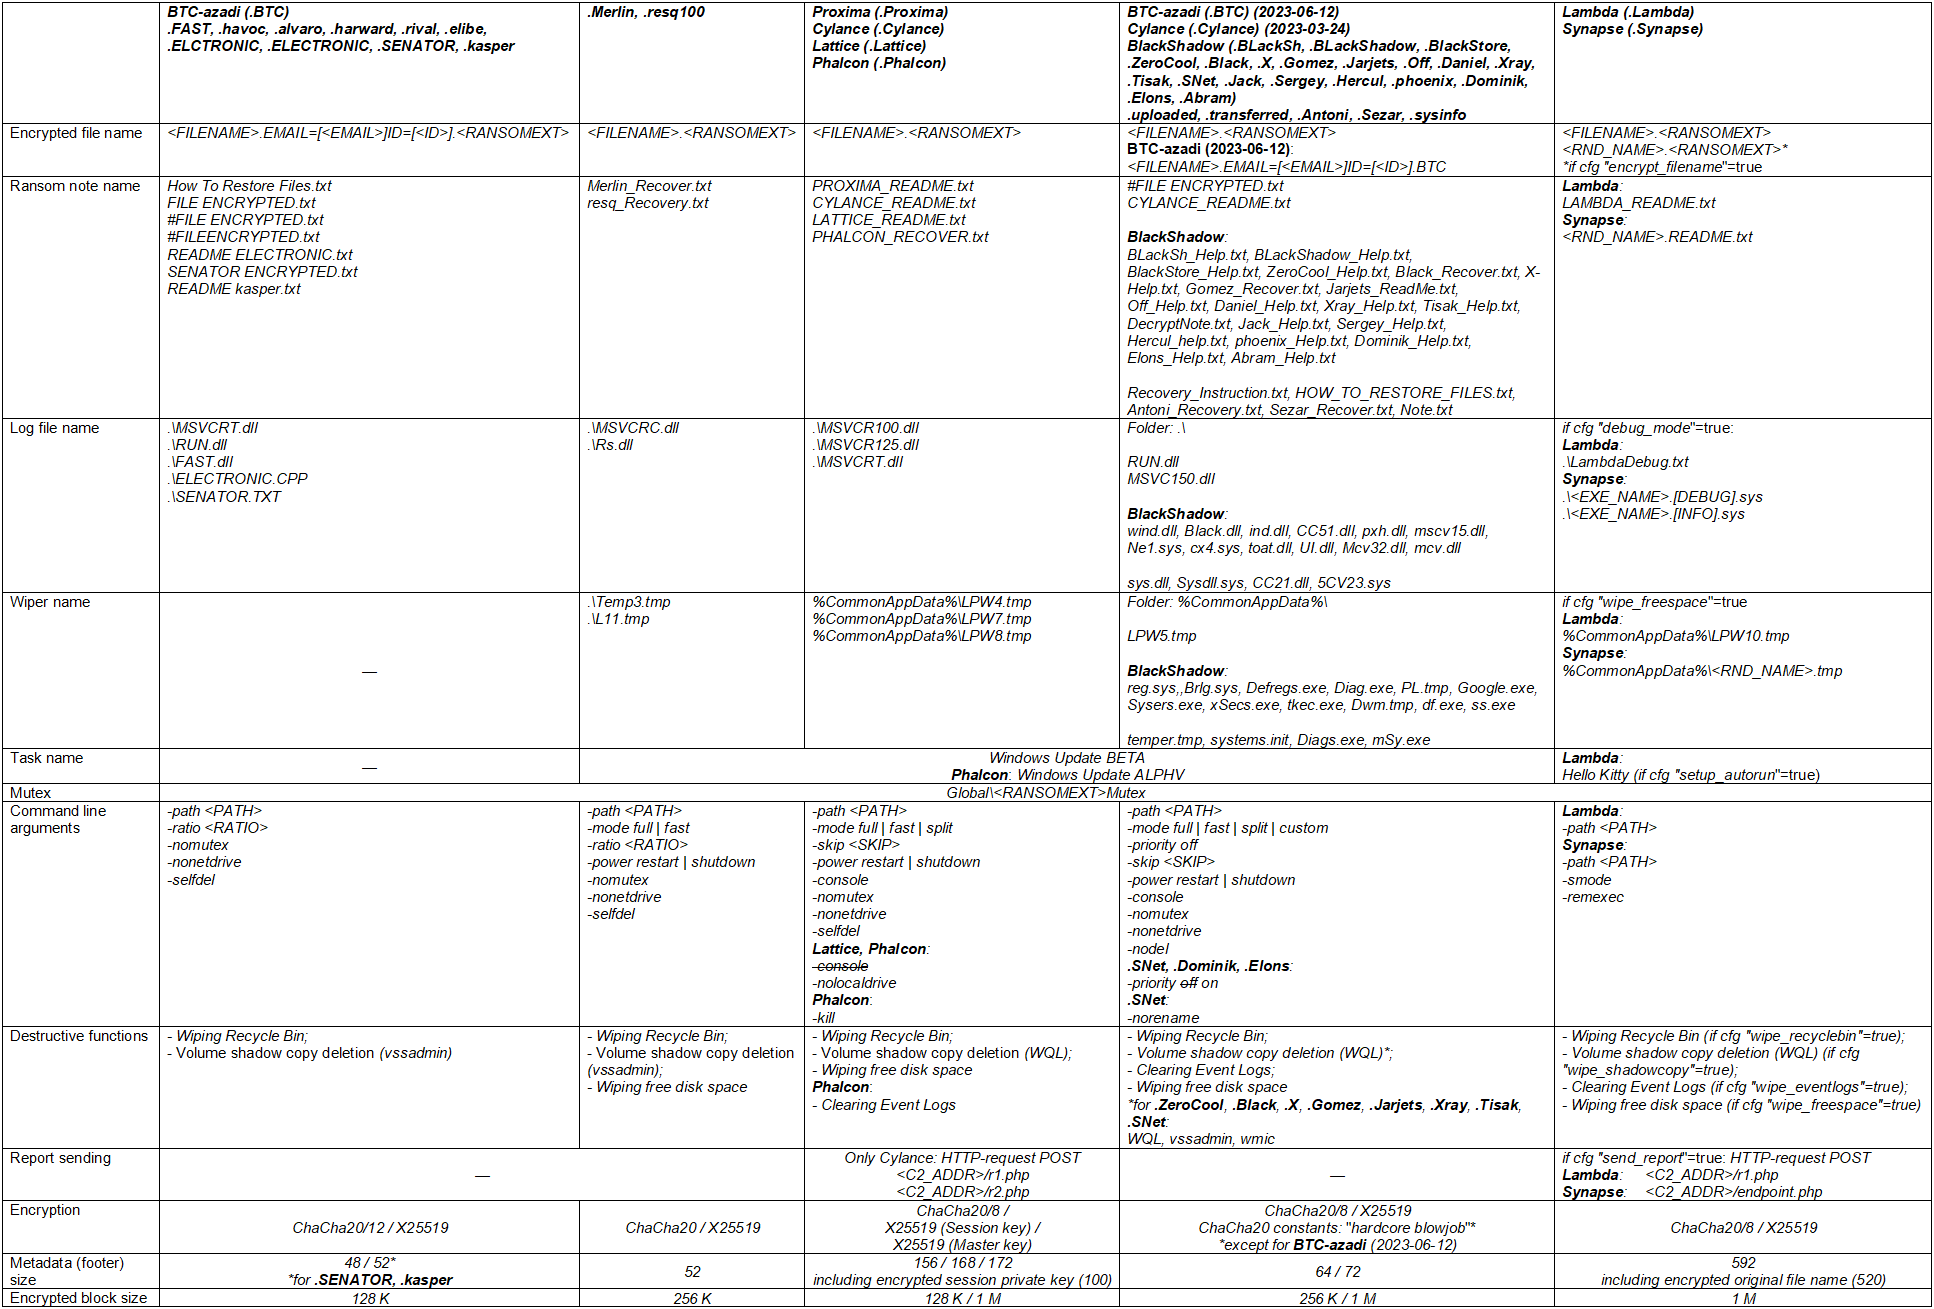 BTC-azadi (.BTC)
.FAST, .havoc, .alvaro, .harward, .rival, .elibe,
.ELCTRONIC, .ELECTRONIC, .SENATOR, .kasper
.Merlin, .resq100
Proxima (.Proxima)
Cylance (.Cylance)
Lattice (.Lattice)
Phalcon (.Phalcon)
BTC-azadi (.BTC) (2023-06-12)
Cylance (.Cylance) (2023-03-24)
BlackShadow (.BLackSh, .BLackShadow, .BlackStore,
.ZeroCool, .Black, .X, .Gomez, .Jarjets, .Off, .Daniel, .Xray,
.Tisak, .SNet, .Jack, .Sergey, .Hercul, .phoenix, .Dominik,
.Elons, .Abram)
.uploaded, .transferred, .Antoni, .Sezar, .sysinfo
Lambda (.Lambda)
Synapse (.Synapse)
Encrypted file name
<FILENAME>.EMAIL=[<EMAIL>]ID=[<ID>].<RANSOMEXT>
<FILENAME>.<RANSOMEXT>
<FILENAME>.<RANSOMEXT>
<FILENAME>.<RANSOMEXT>
BTC-azadi (2023-06-12):
<FILENAME>.EMAIL=[<EMAIL>]ID=[<ID>].BTC
<FILENAME>.<RANSOMEXT>
<RND_NAME>.<RANSOMEXT>*
*if cfg "encrypt_filename"=true
Ransom note name
How To Restore Files.txt
FILE ENCRYPTED.txt
#FILE ENCRYPTED.txt
#FILEENCRYPTED.txt
README ELECTRONIC.txt
SENATOR ENCRYPTED.txt
README kasper.txt
Merlin_Recover.txt
resq_Recovery.txt
PROXIMA_README.txt
CYLANCE_README.txt
LATTICE_README.txt
PHALCON_RECOVER.txt
#FILE ENCRYPTED.txt
CYLANCE_README.txt
BlackShadow:
BLackSh_Help.txt, BLackShadow_Help.txt,
BlackStore_Help.txt, ZeroCool_Help.txt, Black_Recover.txt, X-
Help.txt, Gomez_Recover.txt, Jarjets_ReadMe.txt,
Off_Help.txt, Daniel_Help.txt, Xray_Help.txt, Tisak_Help.txt,
DecryptNote.txt, Jack_Help.txt, Sergey_Help.txt,
Hercul_help.txt, phoenix_Help.txt, Dominik_Help.txt,
Elons_Help.txt, Abram_Help.txt
Recovery_Instruction.txt, HOW_TO_RESTORE_FILES.txt,
Antoni_Recovery.txt, Sezar_Recover.txt, Note.txt
Lambda:
LAMBDA_README.txt
Synapse:
<RND_NAME>.README.txt
Log file name
.\MSVCRT.dll
.\RUN.dll
.\FAST.dll
.\ELECTRONIC.CPP
.\SENATOR.TXT
.\MSVCRC.dll
.\Rs.dll
.\MSVCR100.dll
.\MSVCR125.dll
.\MSVCRT.dll
Folder: .\
RUN.dll
MSVC150.dll
BlackShadow:
wind.dll, Black.dll, ind.dll, CC51.dll, pxh.dll, mscv15.dll,
Ne1.sys, cx4.sys, toat.dll, UI.dll, Mcv32.dll, mcv.dll
sys.dll, Sysdll.sys, CC21.dll, 5CV23.sys
if cfg "debug_mode"=true:
Lambda:
.\LambdaDebug.txt
Synapse:
.\<EXE_NAME>.[DEBUG].sys
.\<EXE_NAME>.[INFO].sys
Wiper name
—
.\Temp3.tmp
.\L11.tmp
%CommonAppData%\LPW4.tmp
%CommonAppData%\LPW7.tmp
%CommonAppData%\LPW8.tmp
Folder: %CommonAppData%\
LPW5.tmp
BlackShadow:
reg.sys,,Brlg.sys, Defregs.exe, Diag.exe, PL.tmp, Google.exe,
Sysers.exe, xSecs.exe, tkec.exe, Dwm.tmp, df.exe, ss.exe
temper.tmp, systems.init, Diags.exe, mSy.exe
if cfg "wipe_freespace"=true
Lambda:
%CommonAppData%\LPW10.tmp
Synapse:
%CommonAppData%\<RND_NAME>.tmp
Task name
—
Windows Update BETA
Phalcon: Windows Update ALPHV
Lambda:
Hello Kitty (if cfg "setup_autorun"=true)
Mutex
Global\<RANSOMEXT>Mutex
Command line
arguments
-path <PATH>
-ratio <RATIO>
-nomutex
-nonetdrive
-selfdel
-path <PATH>
-mode full | fast
-ratio <RATIO>
-power restart | shutdown
-nomutex
-nonetdrive
-selfdel
-path <PATH>
-mode full | fast | split
-skip <SKIP>
-power restart | shutdown
-console
-nomutex
-nonetdrive
-selfdel
Lattice, Phalcon:
-console
-nolocaldrive
Phalcon:
-kill
-path <PATH>
-mode full | fast | split | custom
-priority off
-skip <SKIP>
-power restart | shutdown
-console
-nomutex
-nonetdrive
-nodel
.SNet, .Dominik, .Elons:
-priority off on
.SNet:
-norename
Lambda:
-path <PATH>
Synapse:
-path <PATH>
-smode
-remexec
Destructive functions
- Wiping Recycle Bin;
- Volume shadow copy deletion (vssadmin)
- Wiping Recycle Bin;
- Volume shadow copy deletion
(vssadmin);
- Wiping free disk space
- Wiping Recycle Bin;
- Volume shadow copy deletion (WQL);
- Wiping free disk space
Phalcon:
- Clearing Event Logs
- Wiping Recycle Bin;
- Volume shadow copy deletion (WQL)*;
- Clearing Event Logs;
- Wiping free disk space
*for .ZeroCool, .Black, .X, .Gomez, .Jarjets, .Xray, .Tisak,
.SNet:
WQL, vssadmin, wmic
- Wiping Recycle Bin (if cfg "wipe_recyclebin"=true);
- Volume shadow copy deletion (WQL) (if cfg
"wipe_shadowcopy"=true);
- Clearing Event Logs (if cfg "wipe_eventlogs"=true);
- Wiping free disk space (if cfg "wipe_freespace"=true)
Report sending
—
Only Cylance: HTTP-request POST
<C2_ADDR>/r1.php
<C2_ADDR>/r2.php
—
if cfg "send_report"=true: HTTP-request POST
Lambda: <C2_ADDR>/r1.php
Synapse: <C2_ADDR>/endpoint.php
Encryption
ChaCha20/12 / X25519
ChaCha20 / X25519
ChaCha20/8 /
X25519 (Session key) /
X25519 (Master key)
ChaCha20/8 / X25519
ChaCha20 constants: "hardcore blowjob"*
*except for BTC-azadi (2023-06-12)
ChaCha20/8 / X25519
Metadata (footer)
size
48 / 52*
*for .SENATOR, .kasper
52
156 / 168 / 172
including encrypted session private key (100)
64 / 72
592
including encrypted original file name (520)
Encrypted block size
128 K
256 K
128 K / 1 M
256 K / 1 M
1 M